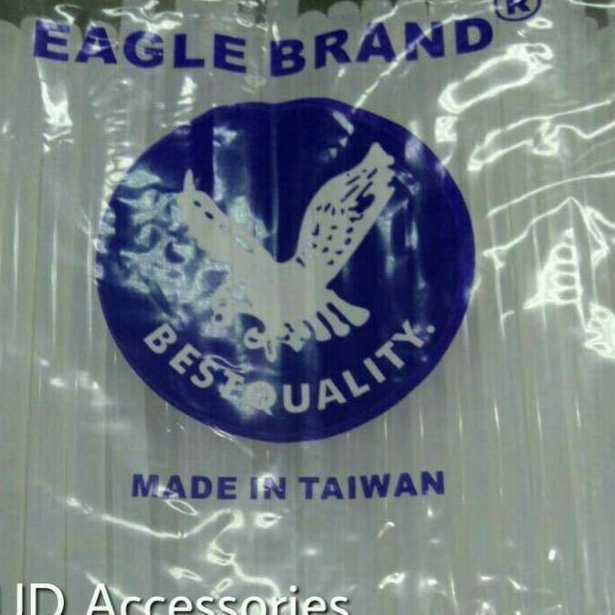 EAGLE BRAND®
BEST QUALITY.
MADE IN TAIWAN
JD Accessories